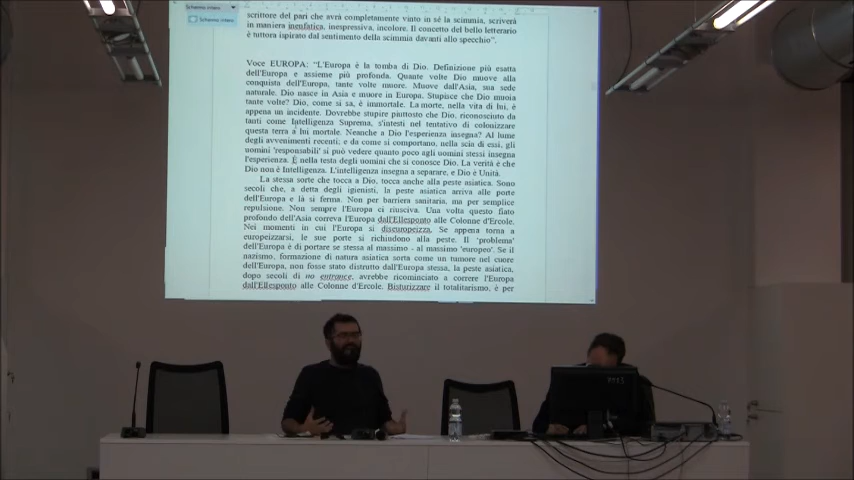 Schermo intero
Schermo intero
scrittore del pari che avrà completamente vinto in sé la scimmia, scriverà
in maniera inenfatica, inespressiva, incolore. Il concetto del bello letterario
è tuttora ispirato dal sentimento della scimmia davanti allo specchio”.
Voce EUROPA: “L'Europa è la tomba di Dio. Definizione più esatta
dell'Europa e assieme più profonda. Quante volte Dio muove alla
conquista dell'Europa, tante volte muore. Muove dall'Asia, sua sede
naturale. Dio nasce in Asia e muore in Europa. Stupisce che Dio muoia
tante volte? Dio, come si sa, è immortale. La morte, nella vita di lui, è
appena un incidente. Dovrebbe stupire piuttosto che Dio, riconosciuto da
tanti come Intelligenza Suprema, s'intesti nel tentativo di colonizzare
questa terra a lui mortale. Neanche a Dio l'esperienza insegna? Al lume
degli avvenimenti recenti; e da come si comportano, nella scia di essi, gli
uomini 'responsabili' si può vedere quanto poco agli uomini stessi insegna
l'esperienza. È nella testa degli uomini che si conosce Dio. La verità è che
Dio non è Intelligenza. L'intelligenza insegna a separare, e Dio è Unità.
La stessa sorte che tocca a Dio, tocca anche alla peste asiatica. Sono
secoli che, a detta degli igienisti, la peste asiatica arriva alle porte
dell'Europa e là si ferma. Non per barriera sanitaria, ma per semplice
repulsione. Non sempre l'Europa ci riusciva. Una volta questo fiato
profondo dell'Asia correva l'Europa dall'Ellesponto alle Colonne d'Ercole.
Nei momenti in cui l'Europa si diseuropeizza. Se appena torna a
europeizzarsi, le sue porte si richiudono alla peste. Il 'problema'
dell'Europa è di portare se stessa al massimo - al massimo 'europeo'. Se il
nazismo, formazione di natura asiatica sorta come un tumore nel cuore
dell'Europa, non fosse stato distrutto dall'Europa stessa, la peste asiatica,
dopo secoli di no entrance, avrebbe ricominciato a correre l'Europa
dall'Ellesponto alle Colonne d'Ercole. Bisturizzare il totalitarismo, è per